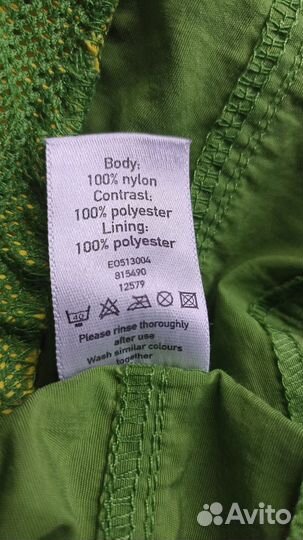 Body:
100% nylon
Contrast:
100% polyester
Lining:
100% polyester
EO513004
815490
12579
40
Please rinse thoroughly
after use
Wash similar colours
together
Avito